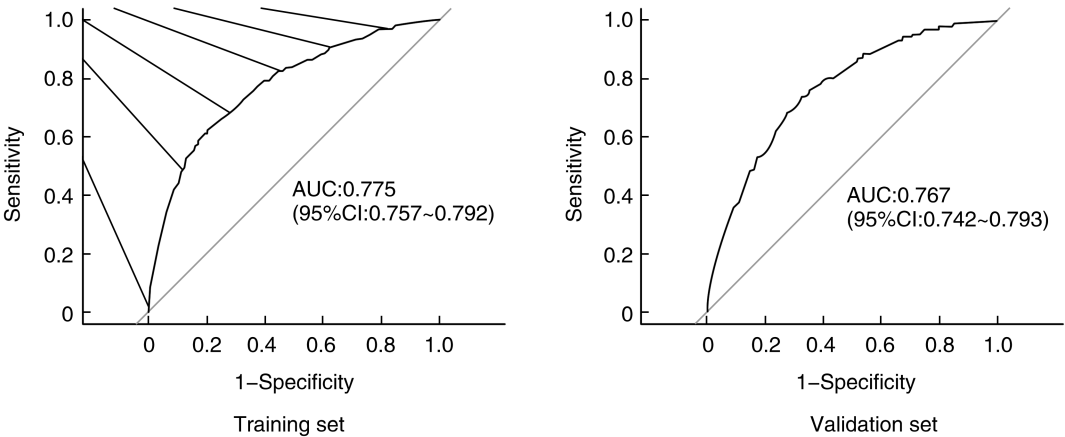 1.0
0.8
0.6
0.4
0.2
0
Sensitivity
AUC:0.775
(95%CI:0.757~0.792)
0 0.2 0.4 0.6 0.8 1.0
1−Specificity
Training set
1.0
0.8
0.6
0.4
0.2
0
Sensitivity
AUC:0.767
(95%CI:0.742~0.793)
0 0.2 0.4 0.6 0.8 1.0
1−Specificity
Validation set